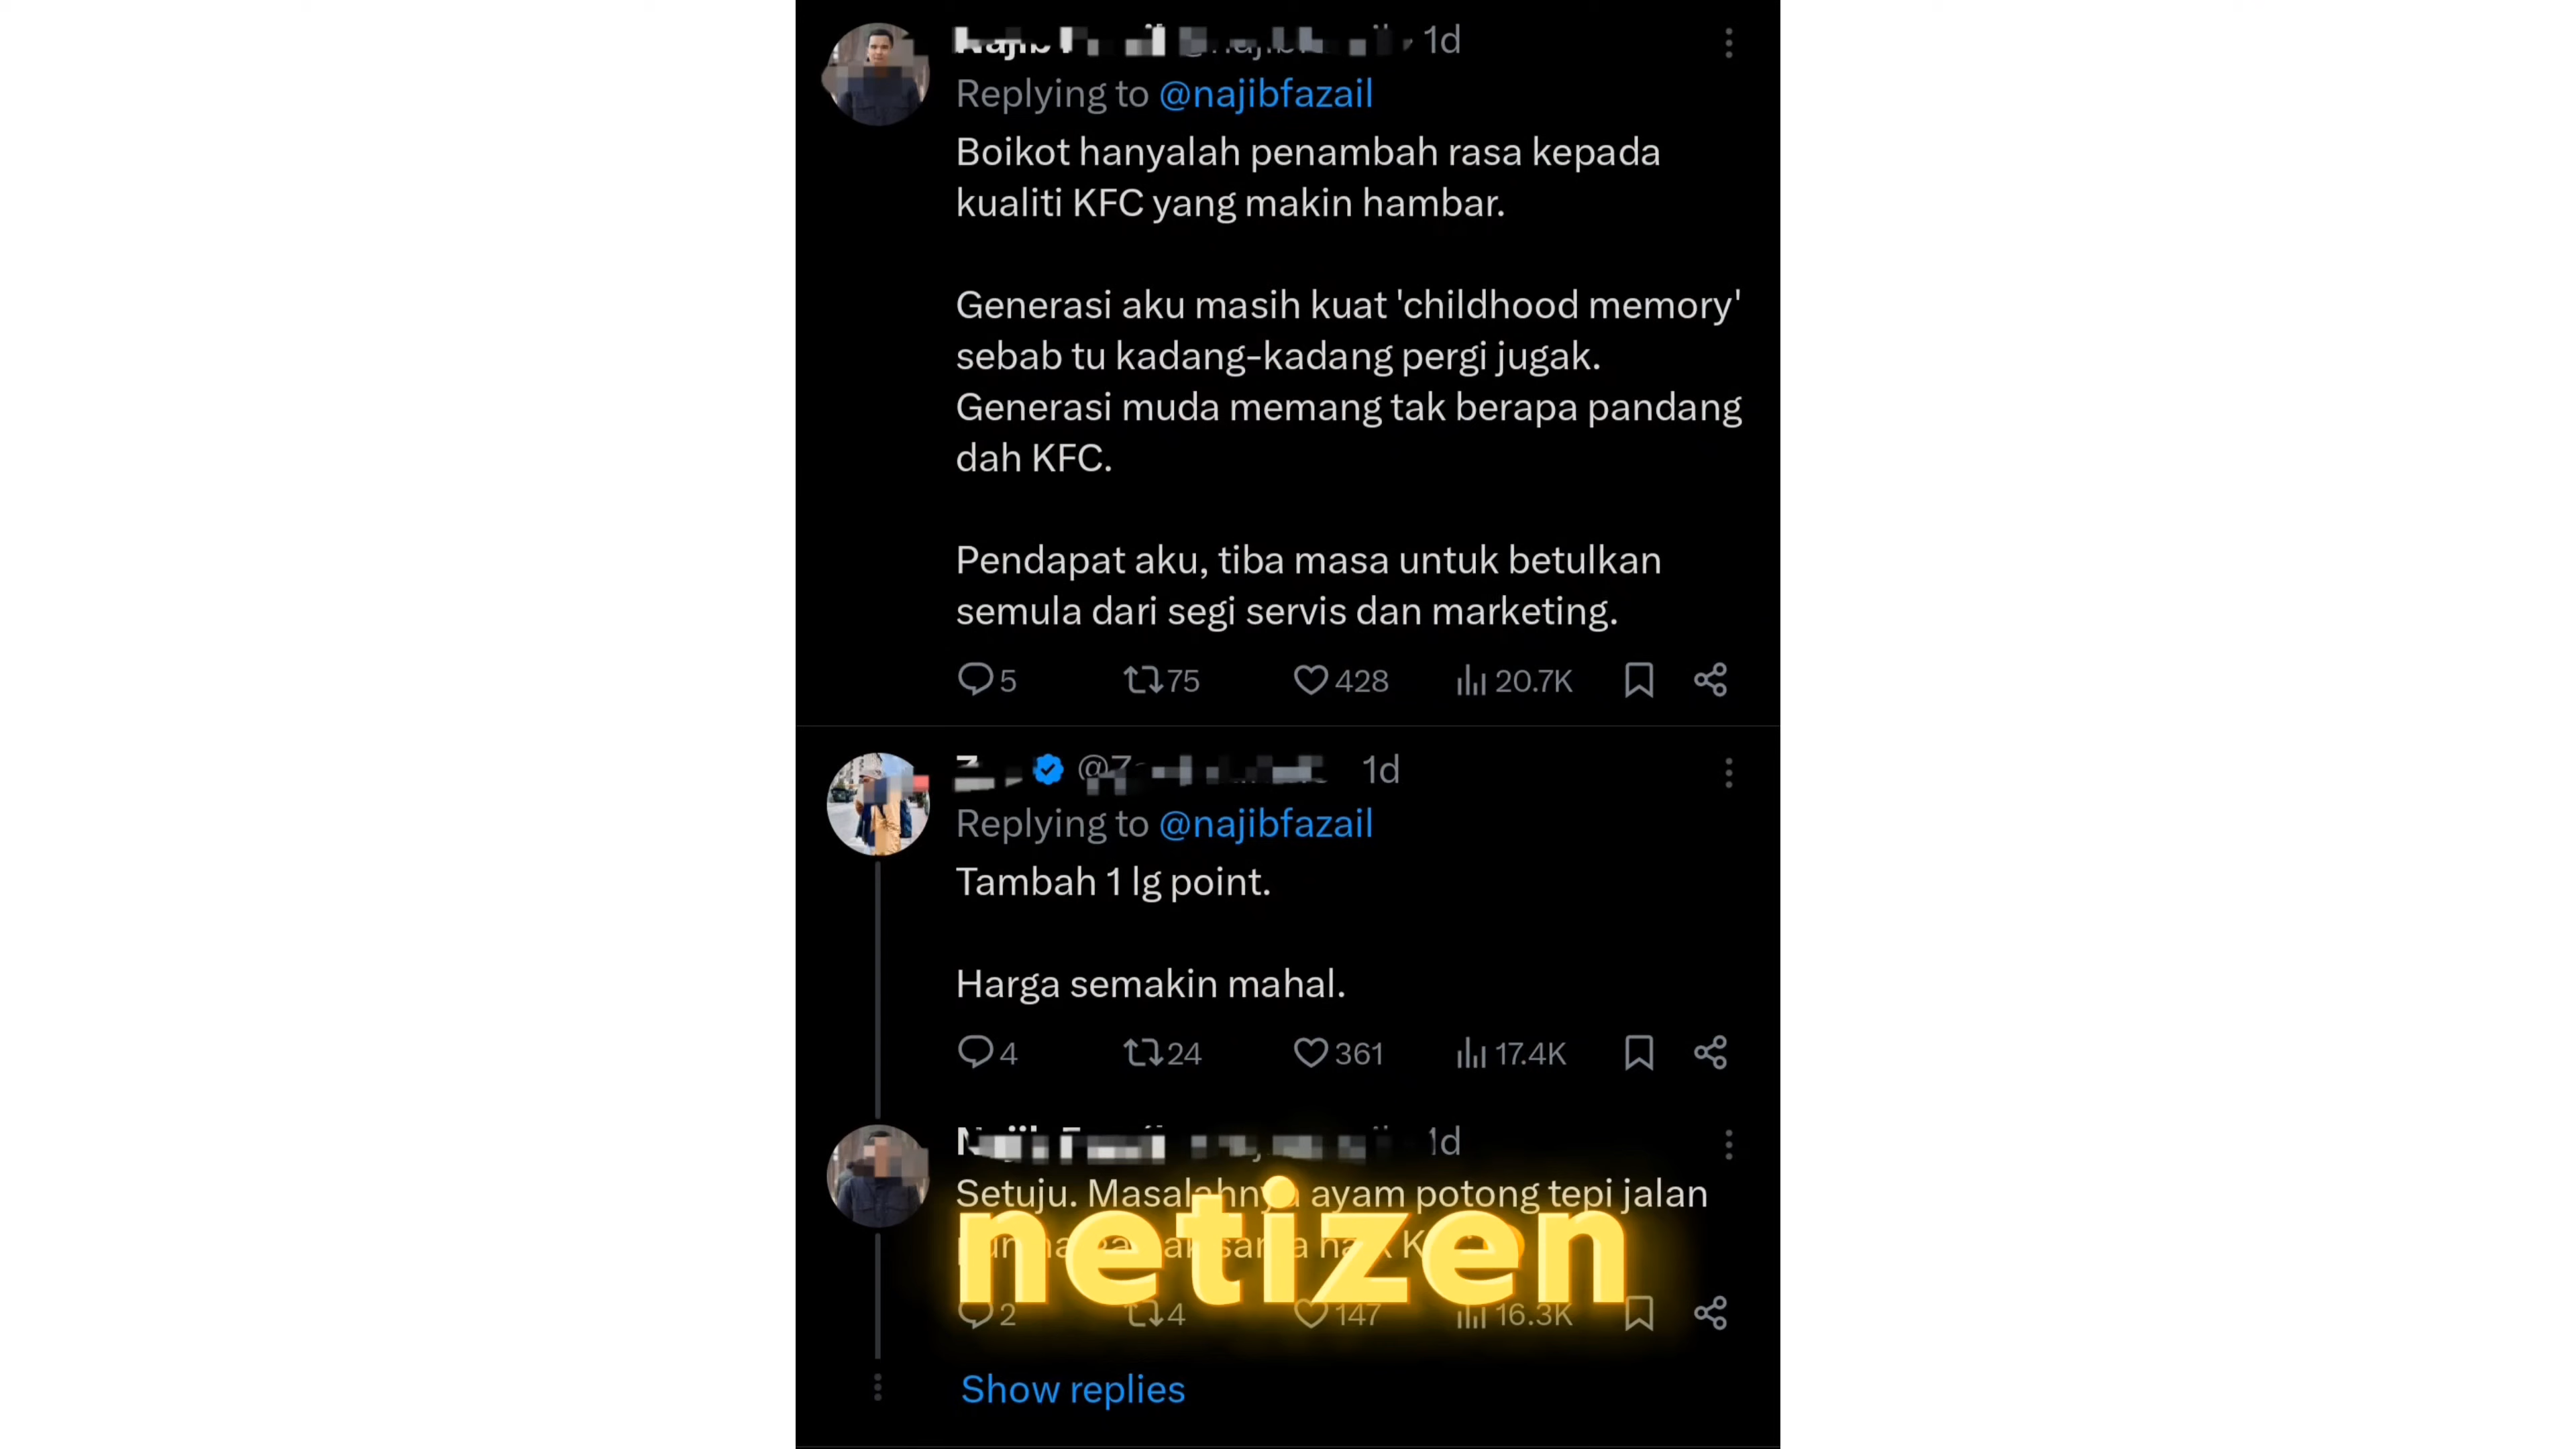 1d
Replying to @najibfazail
Boikot hanyalah penambah rasa kepada
kualiti KFC yang makin hambar.
Generasi aku masih kuat 'childhood memory'
sebab tu kadang-kadang pergi jugak.
Generasi muda memang tak berapa pandang
dah KFC.
Pendapat aku, tiba masa untuk betulkan
semula dari segi servis dan marketing.
5 75 428 20.7K
1d
Replying to @najibfazail
Tambah 1 lg point.
Harga semakin mahal.
4 24 361 17.4K
1d
Setuju. Masalahnya ayam potong tepi jalan
netizen
2 4 147 16.3K
Show replies